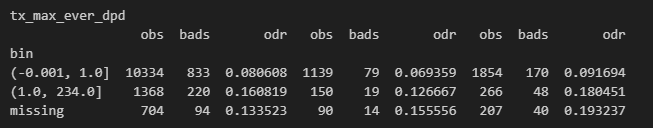 tx_max_ever_dpd
obs bads odr obs bads odr obs bads odr
bin
(-0.001, 1.0] 10334 833 0.080608 1139 79 0.069359 1854 170 0.091694
(1.0, 234.0] 1368 220 0.160819 150 19 0.126667 266 48 0.180451
missing 704 94 0.133523 90 14 0.155556 207 40 0.193237